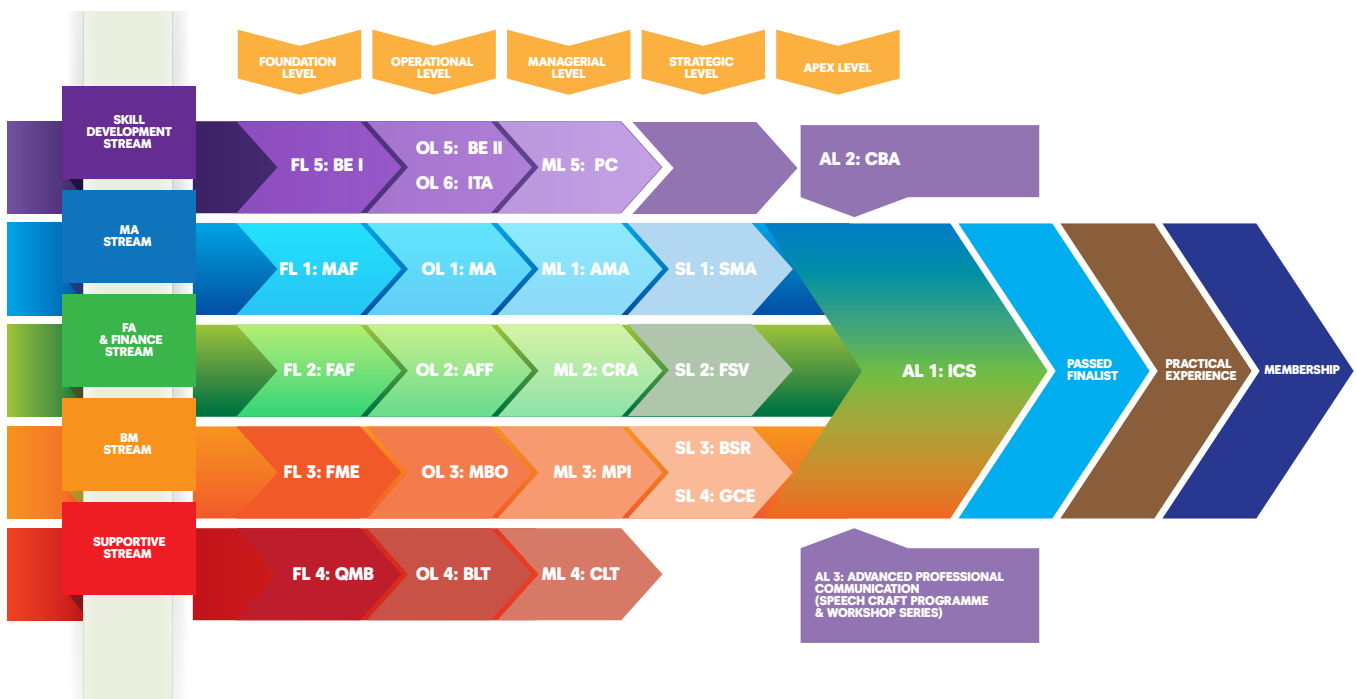 FOUNDATION
LEVEL
OPERATIONAL
LEVEL
MANAGERIAL
LEVEL
STRATEGIC
LEVEL
APEX LEVEL
SKILL
DEVELOPMENT
STREAM
FL 5: BE I
OL 5: BE II
OL 6: ITA
ML 5: PC
AL 2: CBA
MA
STREAM
FL 1: MAF
OL 1: MA
ML 1: AMA
SL 1: SMA
FA
& FINANCE
STREAM
FL 2: FAF
OL 2: AFF
ML 2: CRA
SL 2: FSV
AL 1: ICS
PASSED
FINALIST
PRACTICAL
EXPERIENCE
MEMBERSHIP
BM
STREAM
FL 3: FME
OL 3: MBO
ML 3: MPI
SL 3: BSR
SL 4: GCE
SUPPORTIVE
STREAM
FL 4: QMB
OL 4: BLT
ML 4: CLT
AL 3: ADVANCED PROFESSIONAL
COMMUNICATION
(SPEECH CRAFT PROGRAMME
& WORKSHOP SERIES)